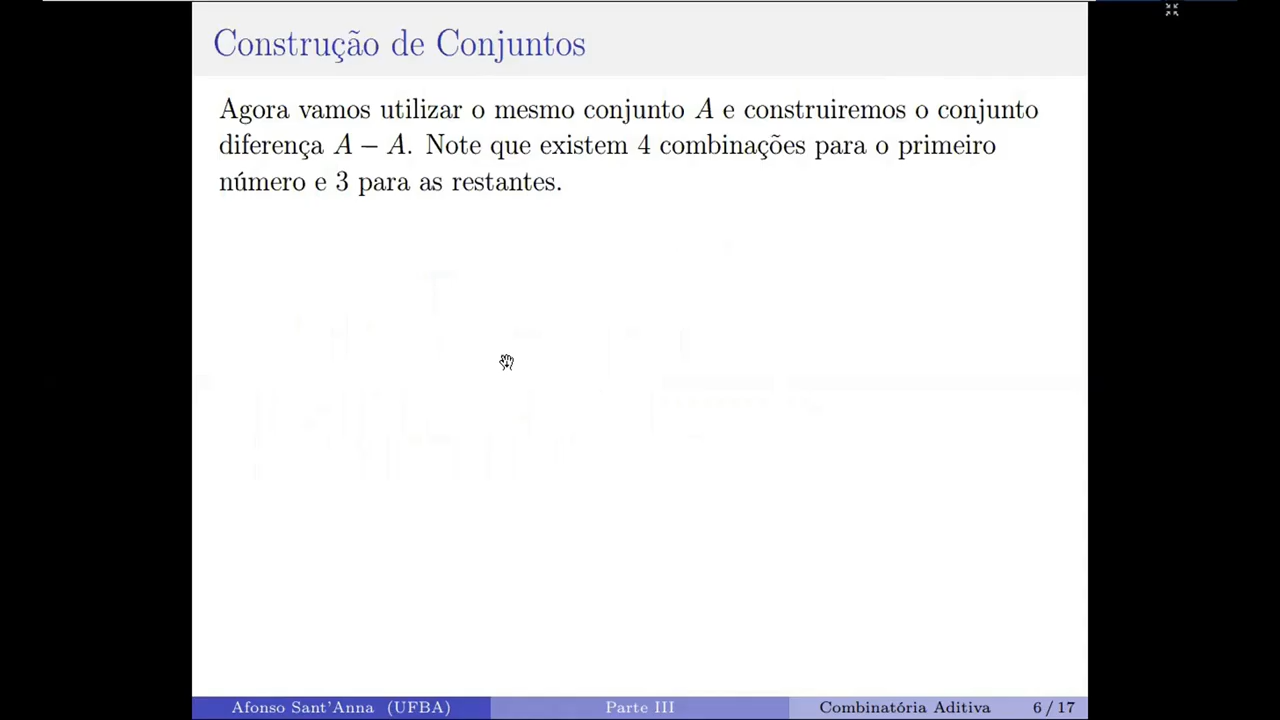 Construção de Conjuntos
Agora vamos utilizar o mesmo conjunto A e construiremos o conjunto
diferença A − A. Note que existem 4 combinações para o primeiro
número e 3 para as restantes.
Afonso Sant'Anna (UFBA) Parte III Combinatória Aditiva 6 / 17